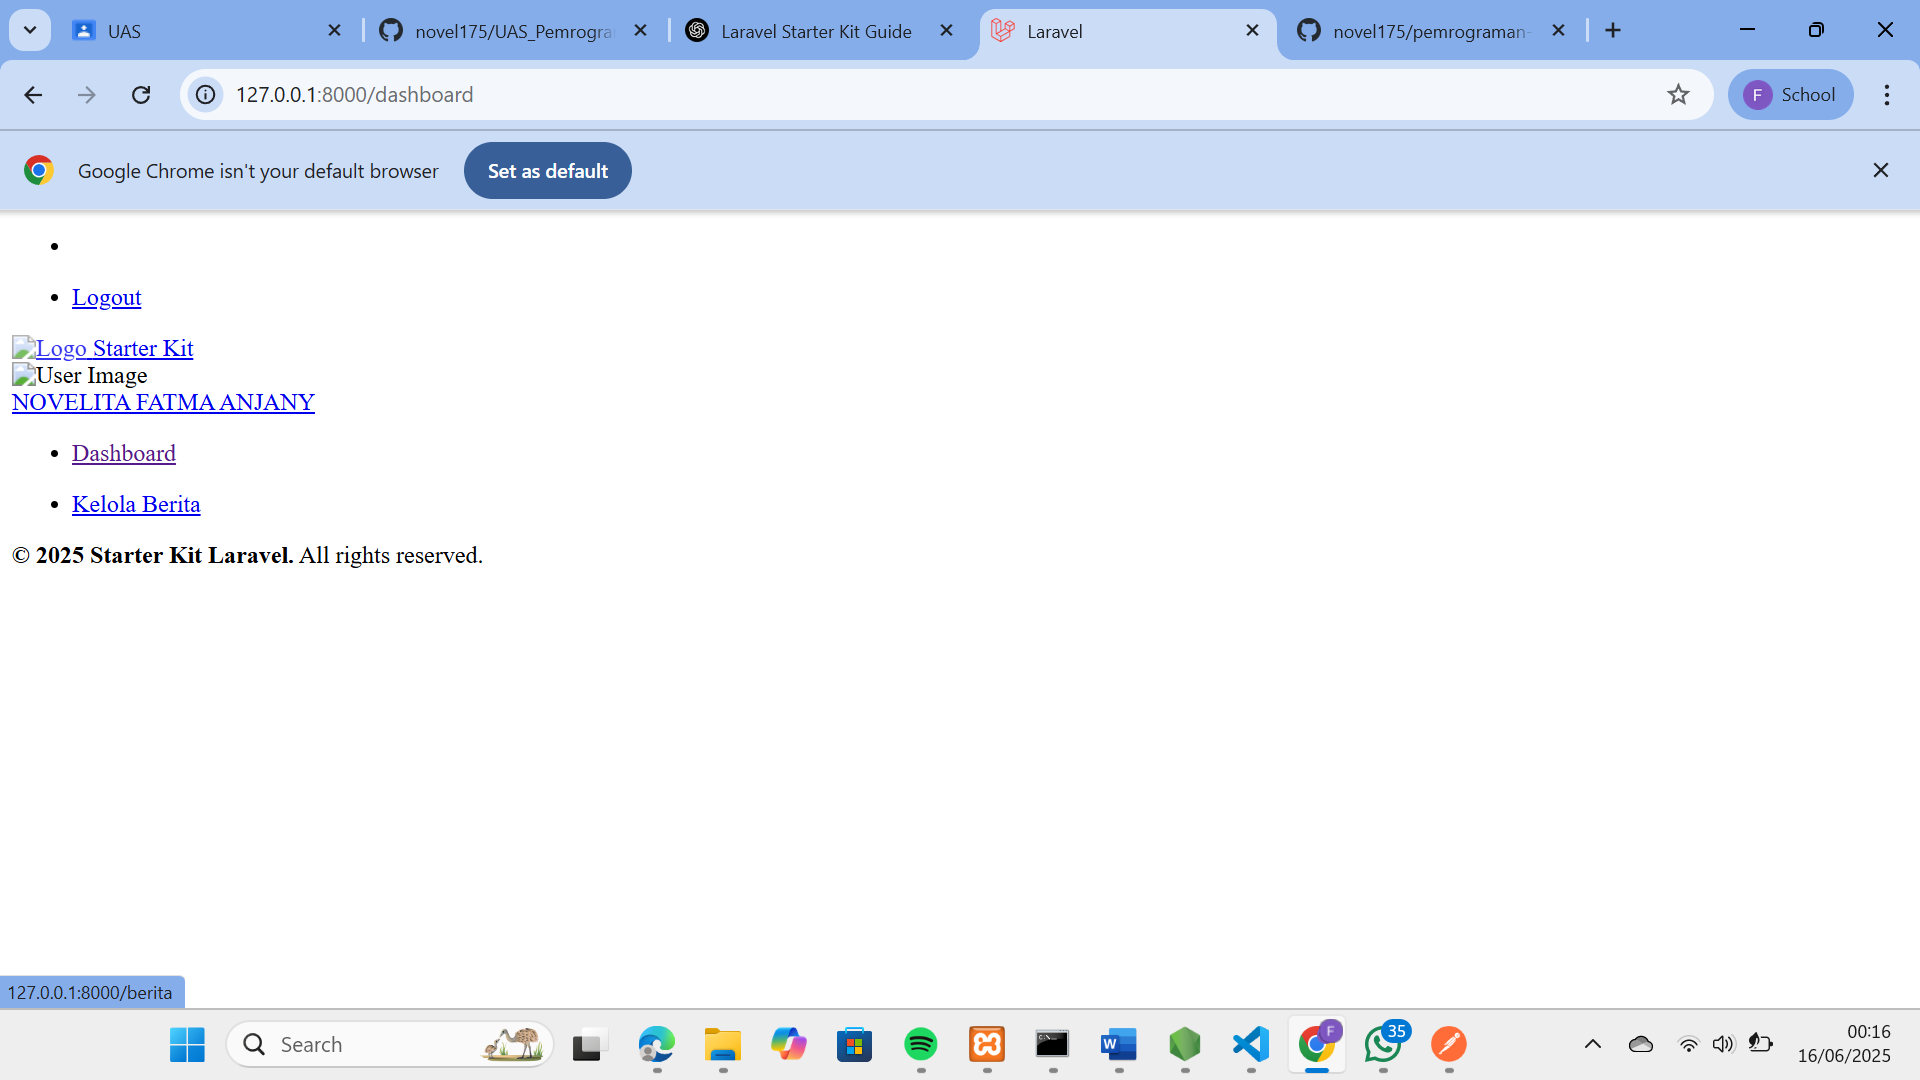 UAS
novel175/UAS_Pemrogra
Laravel Starter Kit Guide
Laravel
novel175/pemrograman-
127.0.0.1:8000/dashboard
F School
Google Chrome isn't your default browser
Set as default
Logout
Logo Starter Kit
User Image
NOVELITA FATMA ANJANY
Dashboard
Kelola Berita
© 2025 Starter Kit Laravel. All rights reserved.
127.0.0.1:8000/berita
Search
W
F
35
00:16
16/06/2025